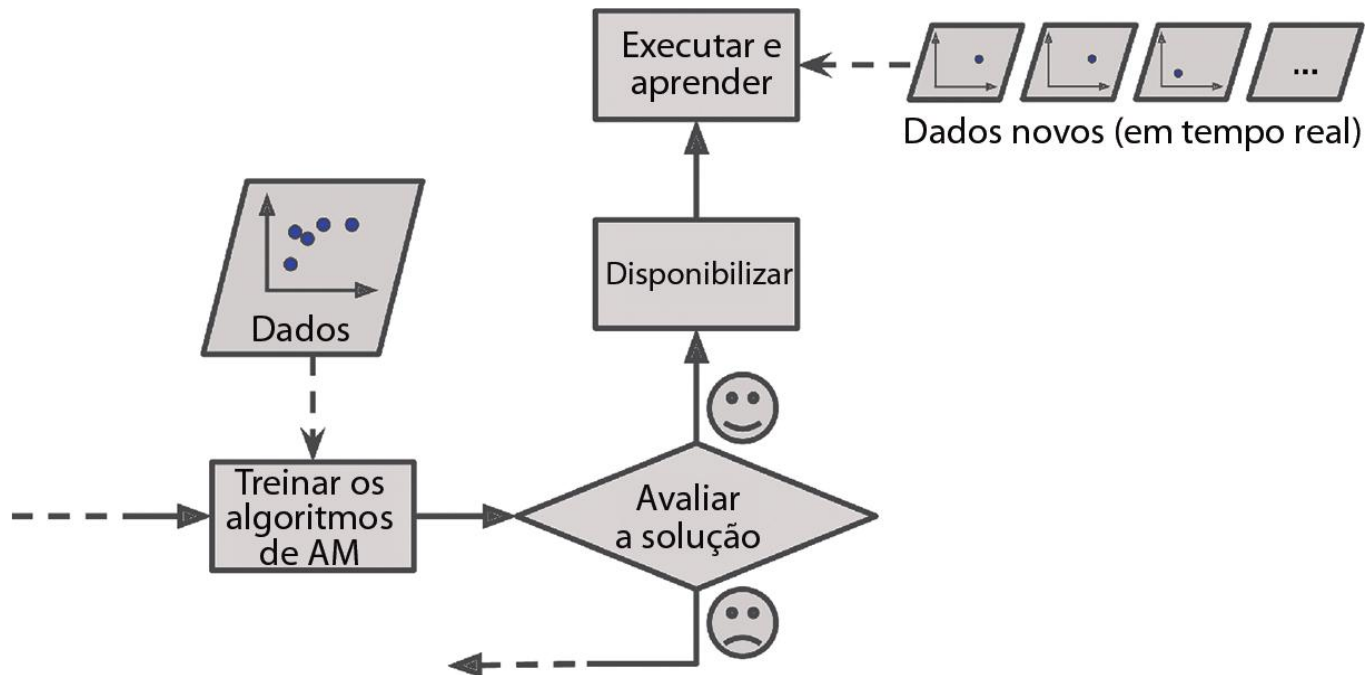 Executar e
aprender
...
Dados novos (em tempo real)
Disponibilizar
Dados
Treinar os
algoritmos
de AM
Avaliar
a solução